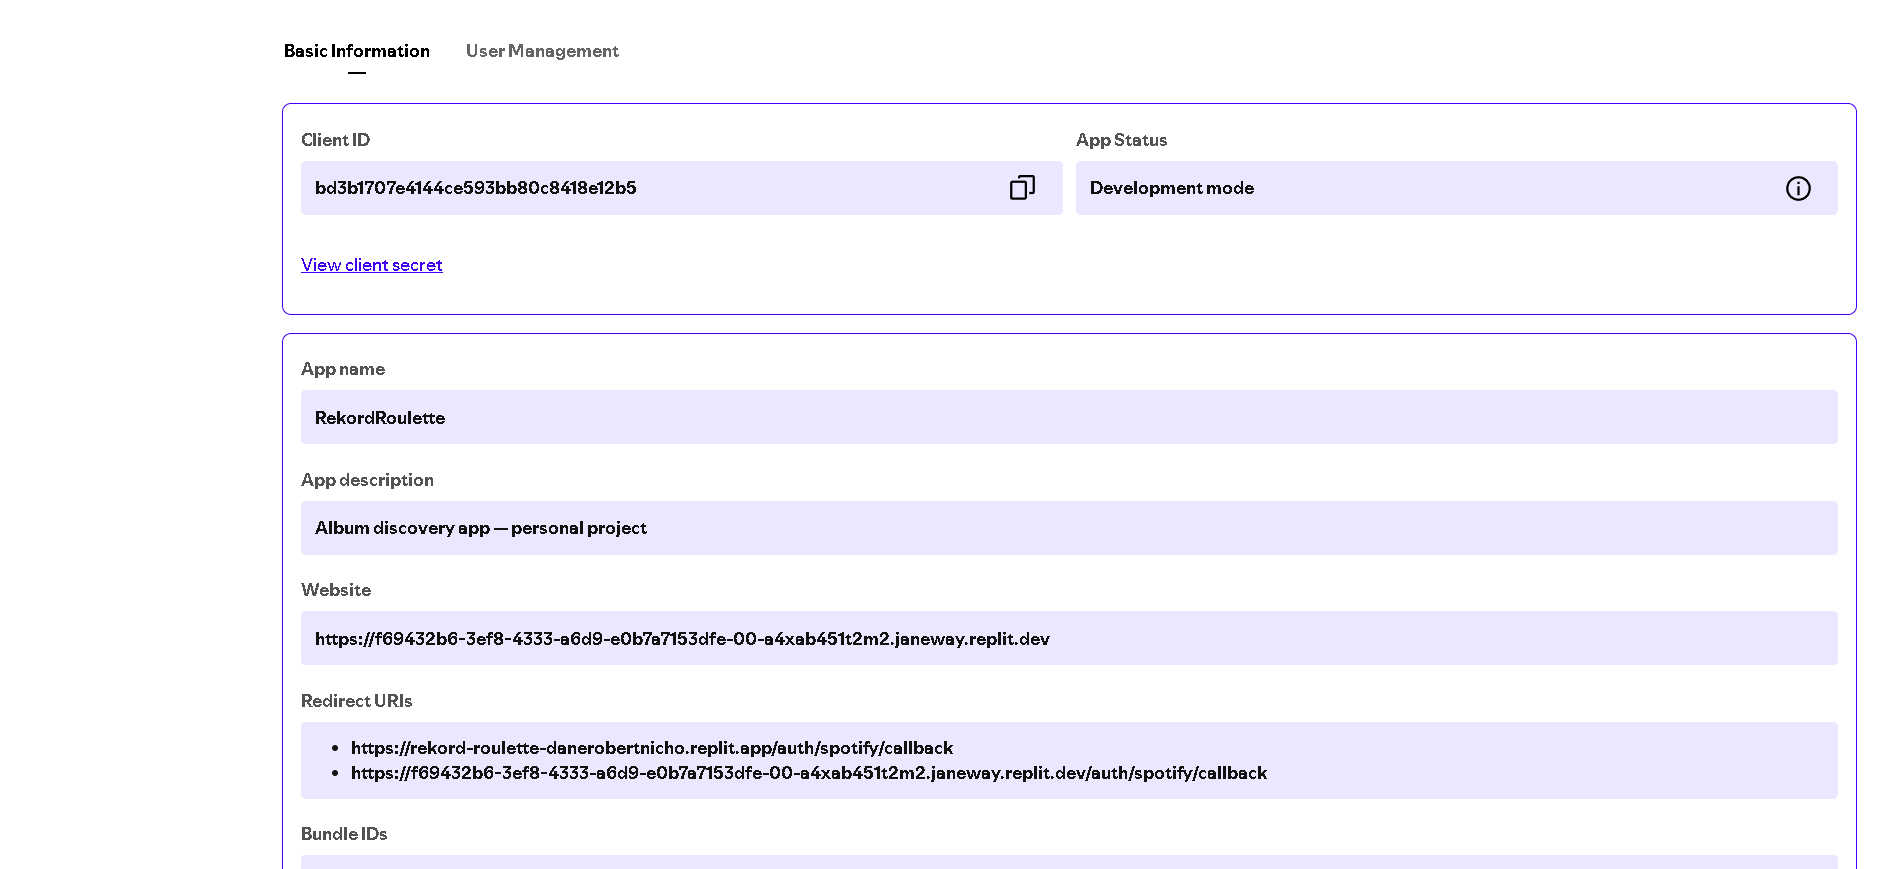 Basic Information
User Management
Client ID
App Status
bd3b1707e4144ce593bb80c8418e12b5
Development mode
View client secret
App name
RekordRoulette
App description
Album discovery app — personal project
Website
https://f69432b6-3ef8-4333-a6d9-e0b7a7153dfe-00-a4xab451t2m2.janeway.replit.dev
Redirect URIs
• https://rekord-roulette-danerobertnicho.replit.app/auth/spotify/callback
• https://f69432b6-3ef8-4333-a6d9-e0b7a7153dfe-00-a4xab451t2m2.janeway.replit.dev/auth/spotify/callback
Bundle IDs